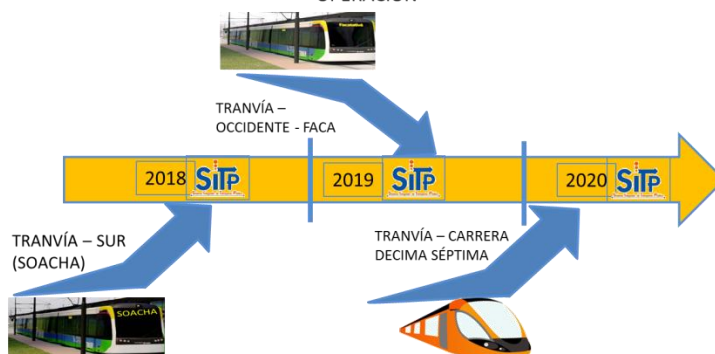 TRANVÍA –
OCCIDENTE - FACA
2018
SiTP
2019
SiTP
2020
SiTP
TRANVÍA – SUR
(SOACHA)
TRANVÍA – CARRERA
DECIMA SÉPTIMA
SOACHA